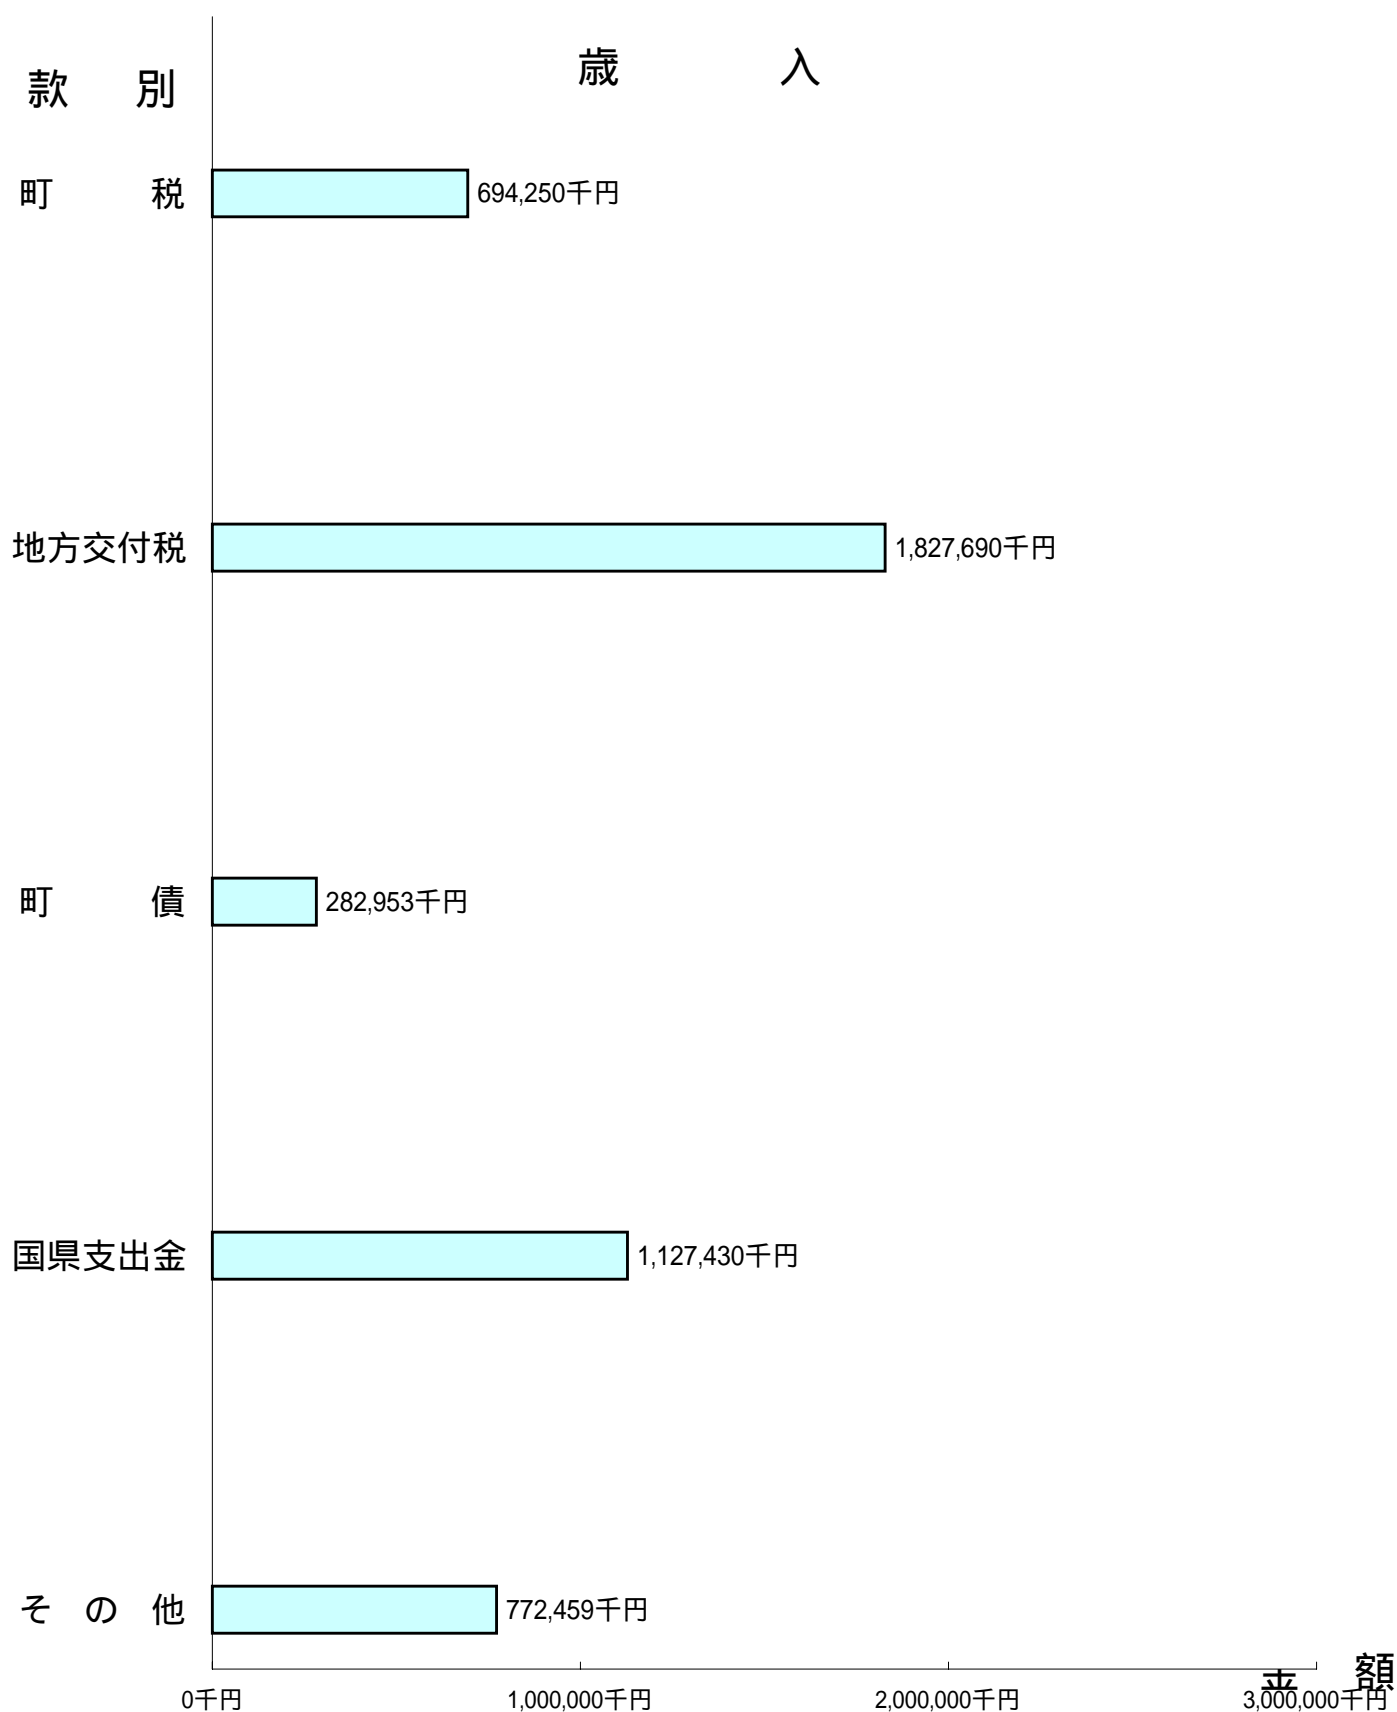 歳　入
款　別
町　税
694,250千円
地方交付税
1,827,690千円
町　債
282,953千円
国県支出金
1,127,430千円
そ の 他
772,459千円
金　額
0千円
1,000,000千円
2,000,000千円
3,000,000千円